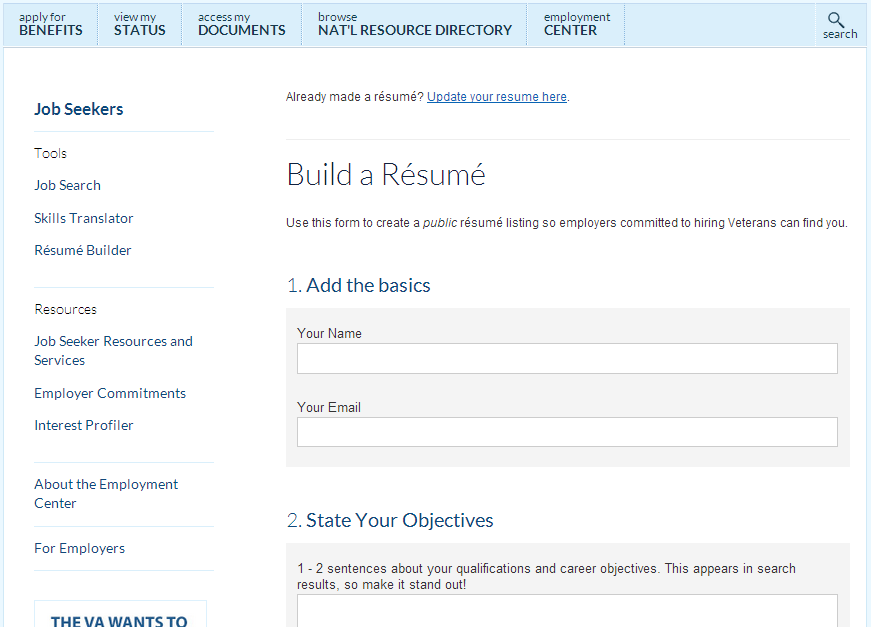 apply for
BENEFITS
view my
STATUS
access my
DOCUMENTS
browse
NAT'L RESOURCE DIRECTORY
employment
CENTER
search
Job Seekers
Tools
Job Search
Skills Translator
Résumé Builder
Resources
Job Seeker Resources and
Services
Employer Commitments
Interest Profiler
About the Employment
Center
For Employers
THE VA WANTS TO
Already made a résumé? Update your resume here.
Build a Résumé
Use this form to create a public résumé listing so employers committed to hiring Veterans can find you.
1. Add the basics
Your Name
Your Email
2. State Your Objectives
1 - 2 sentences about your qualifications and career objectives. This appears in search
results, so make it stand out!